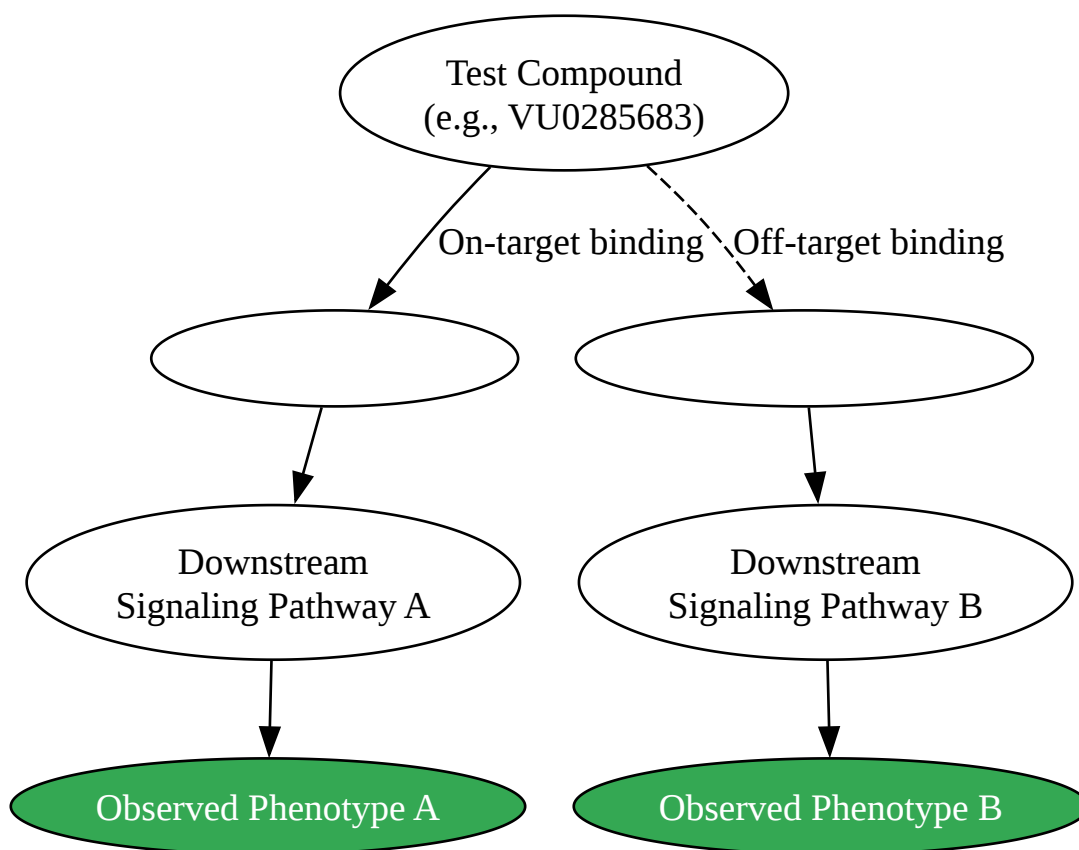 Test Compound
(e.g., VU0285683)
On-target binding
Off-target binding
Downstream
Signaling Pathway A
Downstream
Signaling Pathway B
Observed Phenotype A
Observed Phenotype B